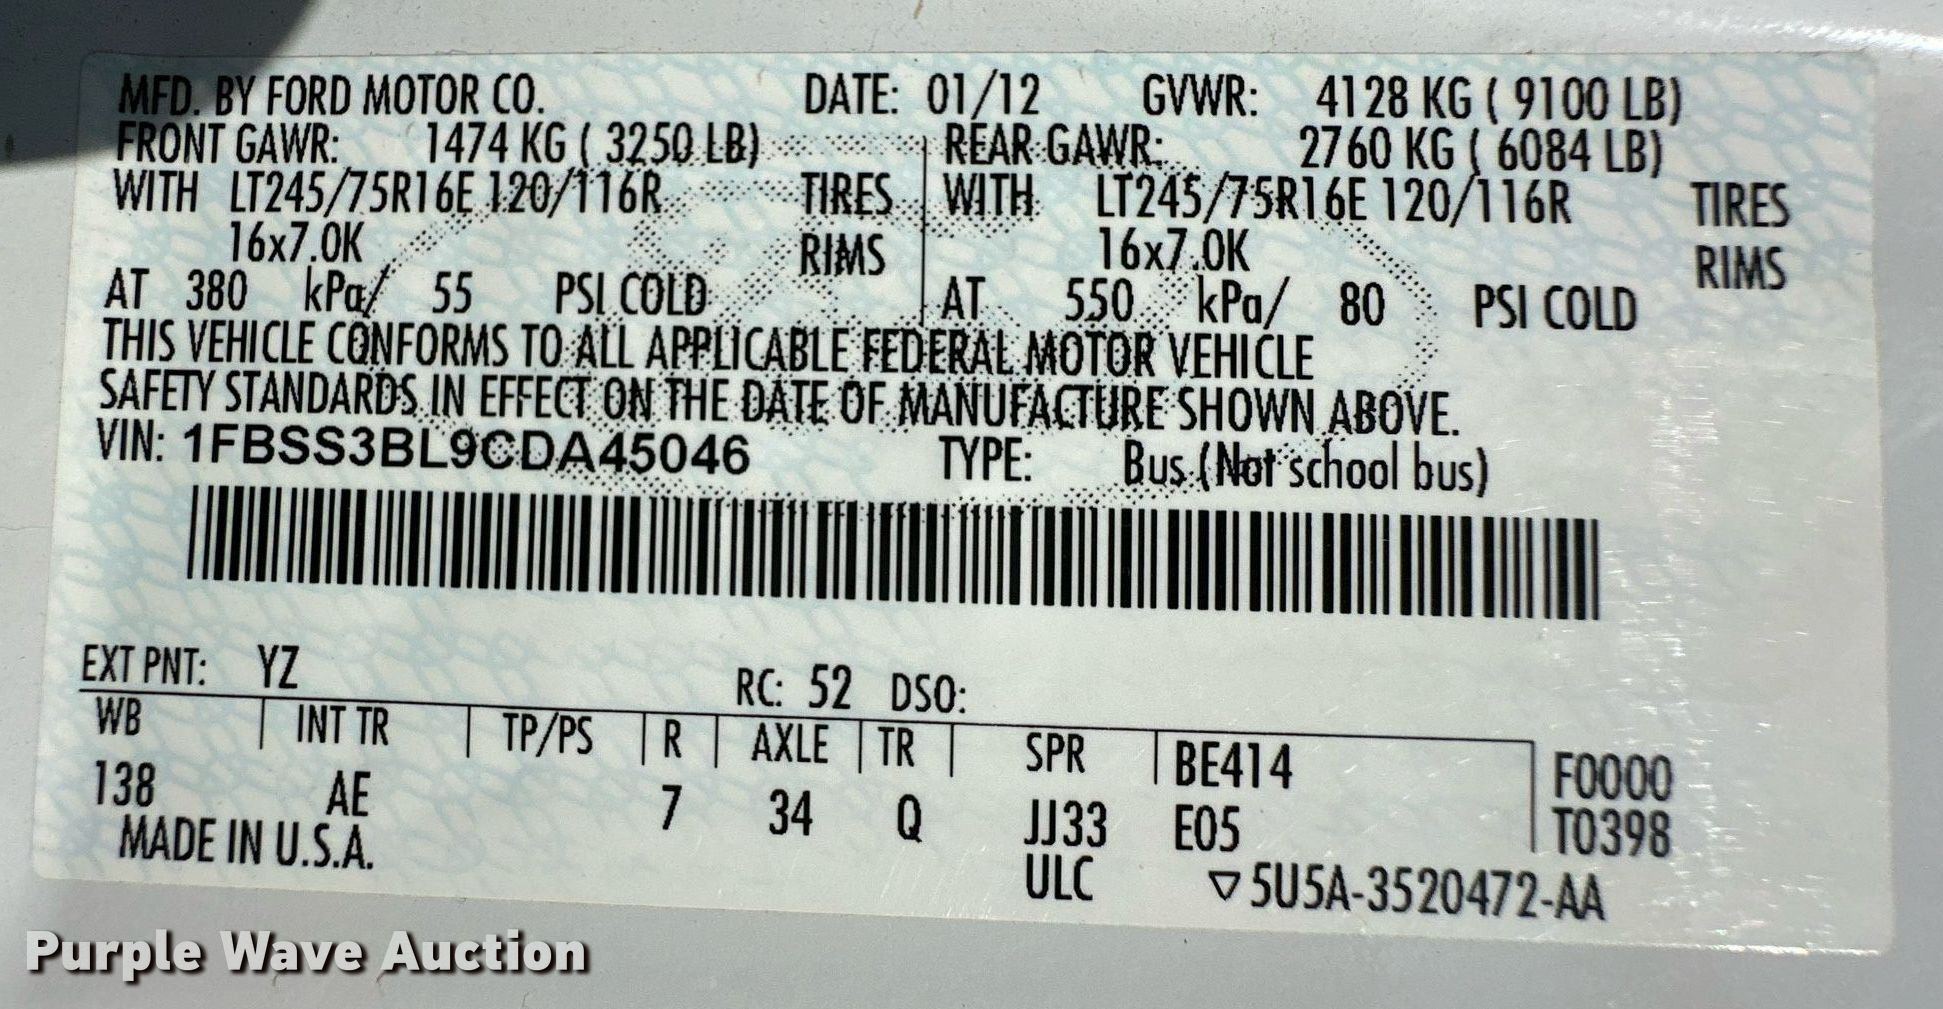 MFD. BY FORD MOTOR CO. DATE: 01/12 GVWR: 4128 KG ( 9100 LB)
FRONT GAWR: 1474 KG ( 3250 LB) REAR GAWR: 2760 KG ( 6084 LB)
WITH LT245/75R16E 120/116R TIRES WITH LT245/75R16E 120/116R TIRES
16x7.0K RIMS 16x7.0K RIMS
AT 380 kPa/ 55 PSI COLD AT 550 kPa/ 80 PSI COLD
THIS VEHICLE CONFORMS TO ALL APPLICABLE FEDERAL MOTOR VEHICLE
SAFETY STANDARDS IN EFFECT ON THE DATE OF MANUFACTURE SHOWN ABOVE.
VIN: 1FBSS3BL9CDA45046 TYPE: Bus (Not school bus)
EXT PNT: YZ RC: 52 DSO:
WB INT TR TP/PS R AXLE TR SPR BE414 F0000
138 AE 7 34 Q JJ33 E05 T0398
MADE IN U.S.A. ULC ▽5U5A-3520472-AA
Purple Wave Auction